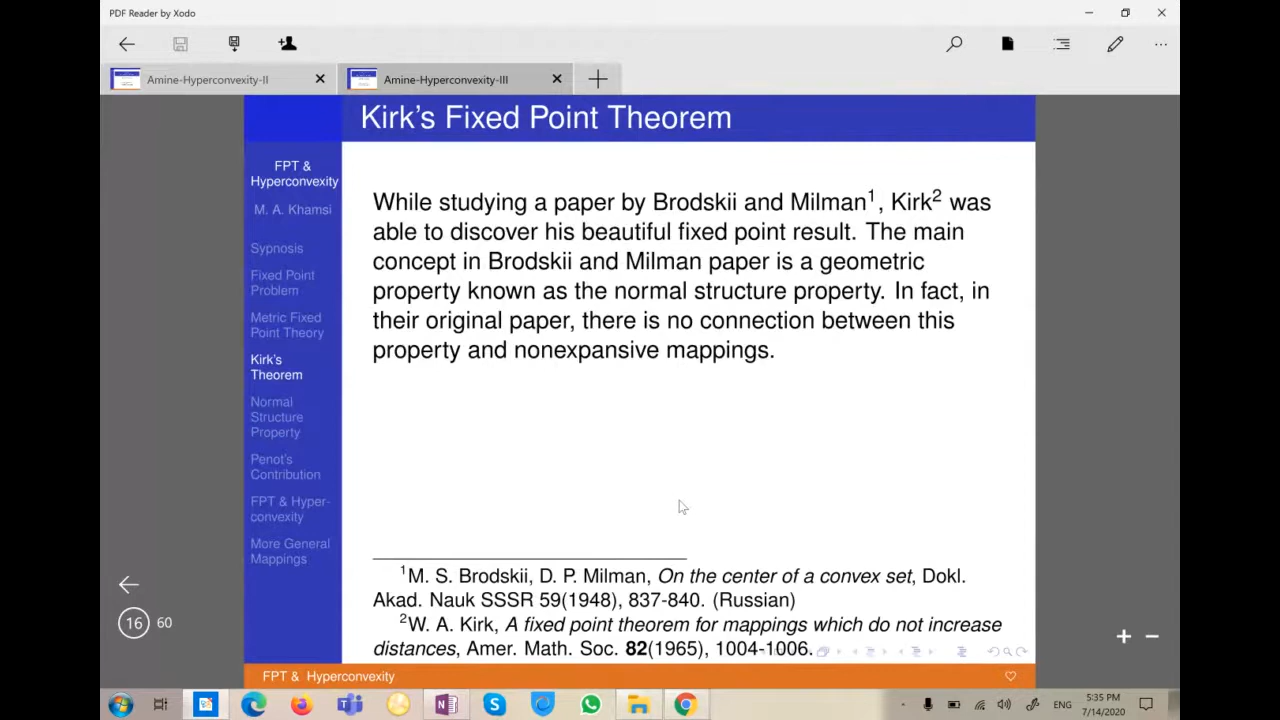 PDF Reader by Xodo
Amine-Hyperconvexity-II
Amine-Hyperconvexity-III
Kirk's Fixed Point Theorem
FPT &
Hyperconvexity
M. A. Khamsi
Sypnosis
Fixed Point
Problem
Metric Fixed
Point Theory
Kirk's
Theorem
Normal
Structure
Property
Penot's
Contribution
FPT & Hyper-
convexity
More General
Mappings
While studying a paper by Brodskii and Milman1, Kirk2 was
able to discover his beautiful fixed point result. The main
concept in Brodskii and Milman paper is a geometric
property known as the normal structure property. In fact, in
their original paper, there is no connection between this
property and nonexpansive mappings.
1M. S. Brodskii, D. P. Milman, On the center of a convex set, Dokl.
Akad. Nauk SSSR 59(1948), 837-840. (Russian)
2W. A. Kirk, A fixed point theorem for mappings which do not increase
distances, Amer. Math. Soc. 82(1965), 1004-1006.
16 60
FPT & Hyperconvexity
ENG
5:35 PM
7/14/2020